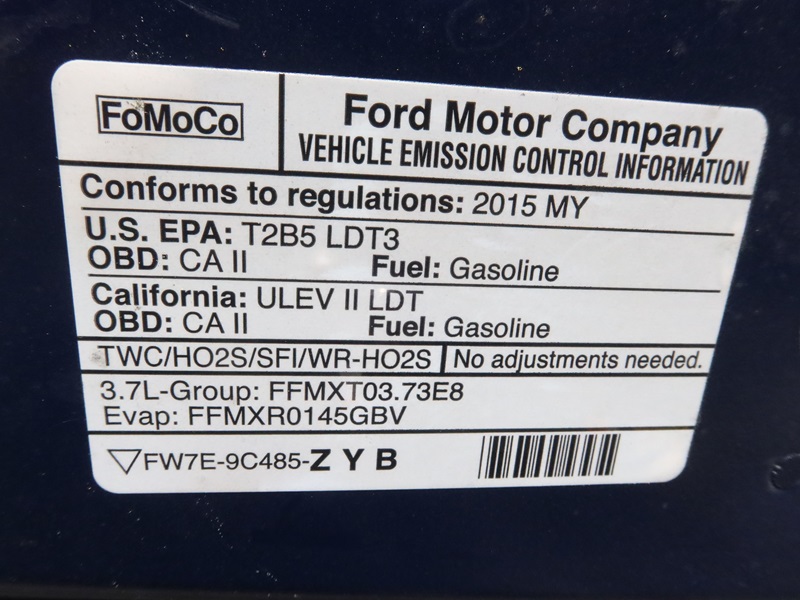 FoMoCo
Ford Motor Company
VEHICLE EMISSION CONTROL INFORMATION
Conforms to regulations: 2015 MY
U.S. EPA: T2B5 LDT3
OBD: CA II Fuel: Gasoline
California: ULEV II LDT
OBD: CA II Fuel: Gasoline
TWC/HO2S/SFI/WR-HO2S No adjustments needed.
3.7L-Group: FFMXT03.73E8
Evap: FFMXR0145GBV
FW7E-9C485-Z Y B